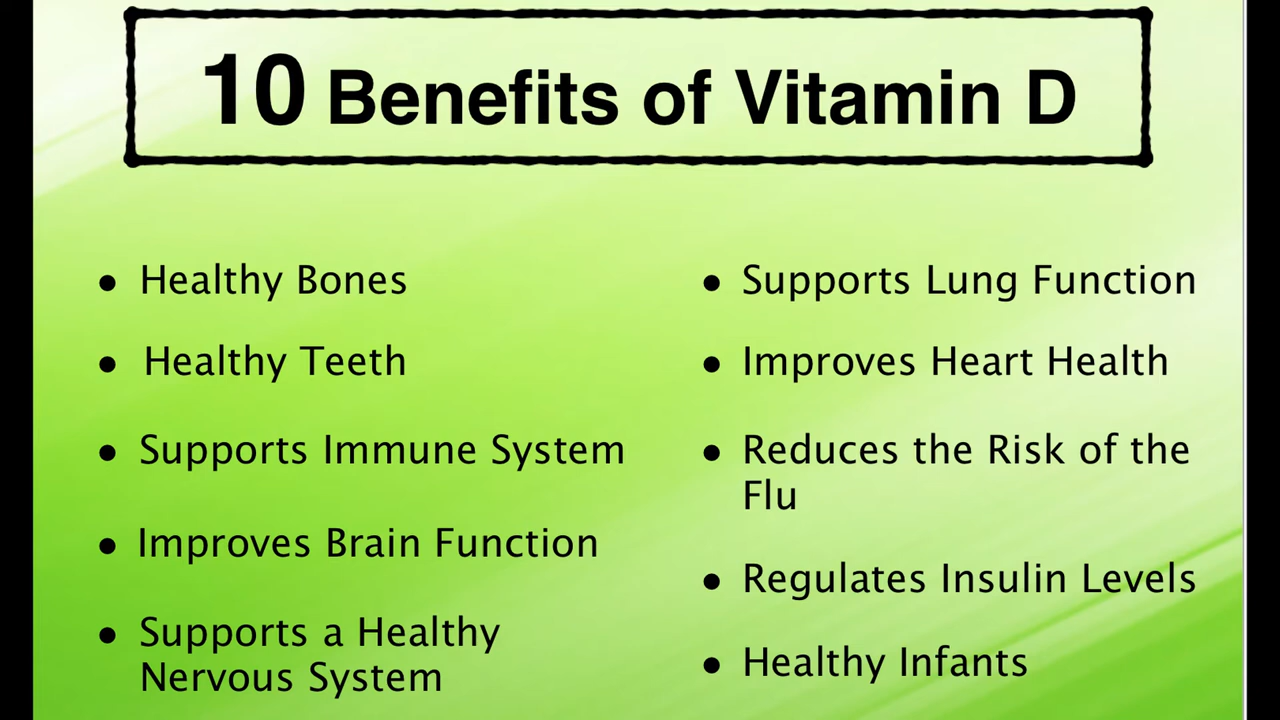 10 Benefits of Vitamin D
• Healthy Bones
• Healthy Teeth
• Supports Immune System
• Improves Brain Function
• Supports a Healthy
Nervous System
• Supports Lung Function
• Improves Heart Health
• Reduces the Risk of the
Flu
• Regulates Insulin Levels
• Healthy Infants